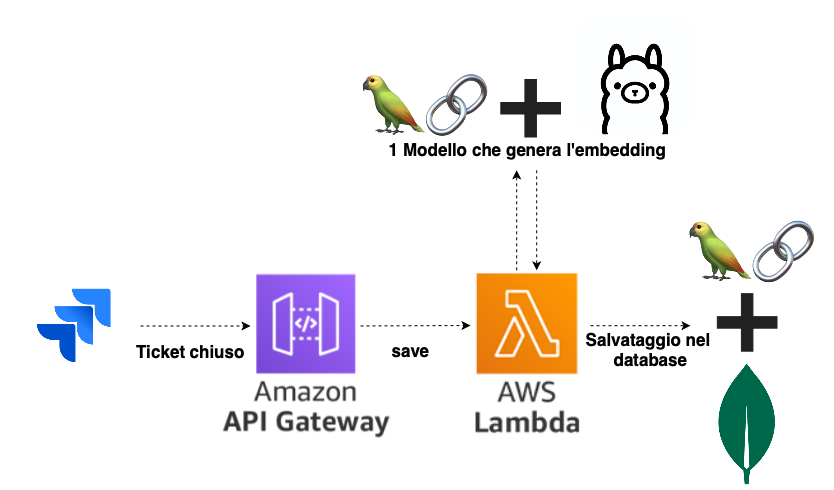 1 Modello che genera l'embedding
Ticket chiuso
save
Salvataggio nel
database
Amazon
API Gateway
AWS
Lambda